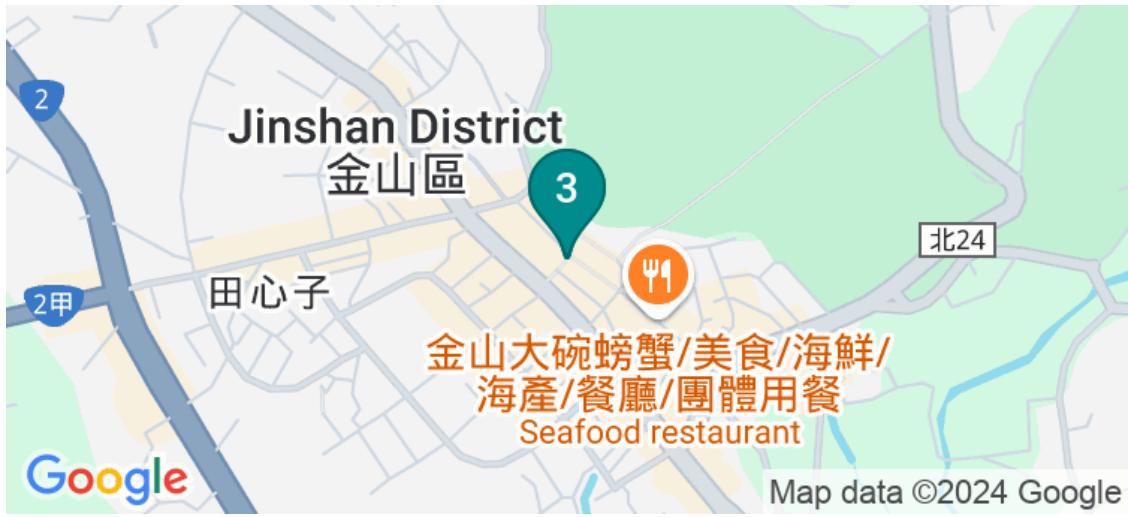 2
Jinshan District
金山區
3
北24
田心子
2甲
金山大碗螃蟹/美食/海鮮/
海產/餐廳/團體用餐
Seafood restaurant
Google
Map data ©2024 Google